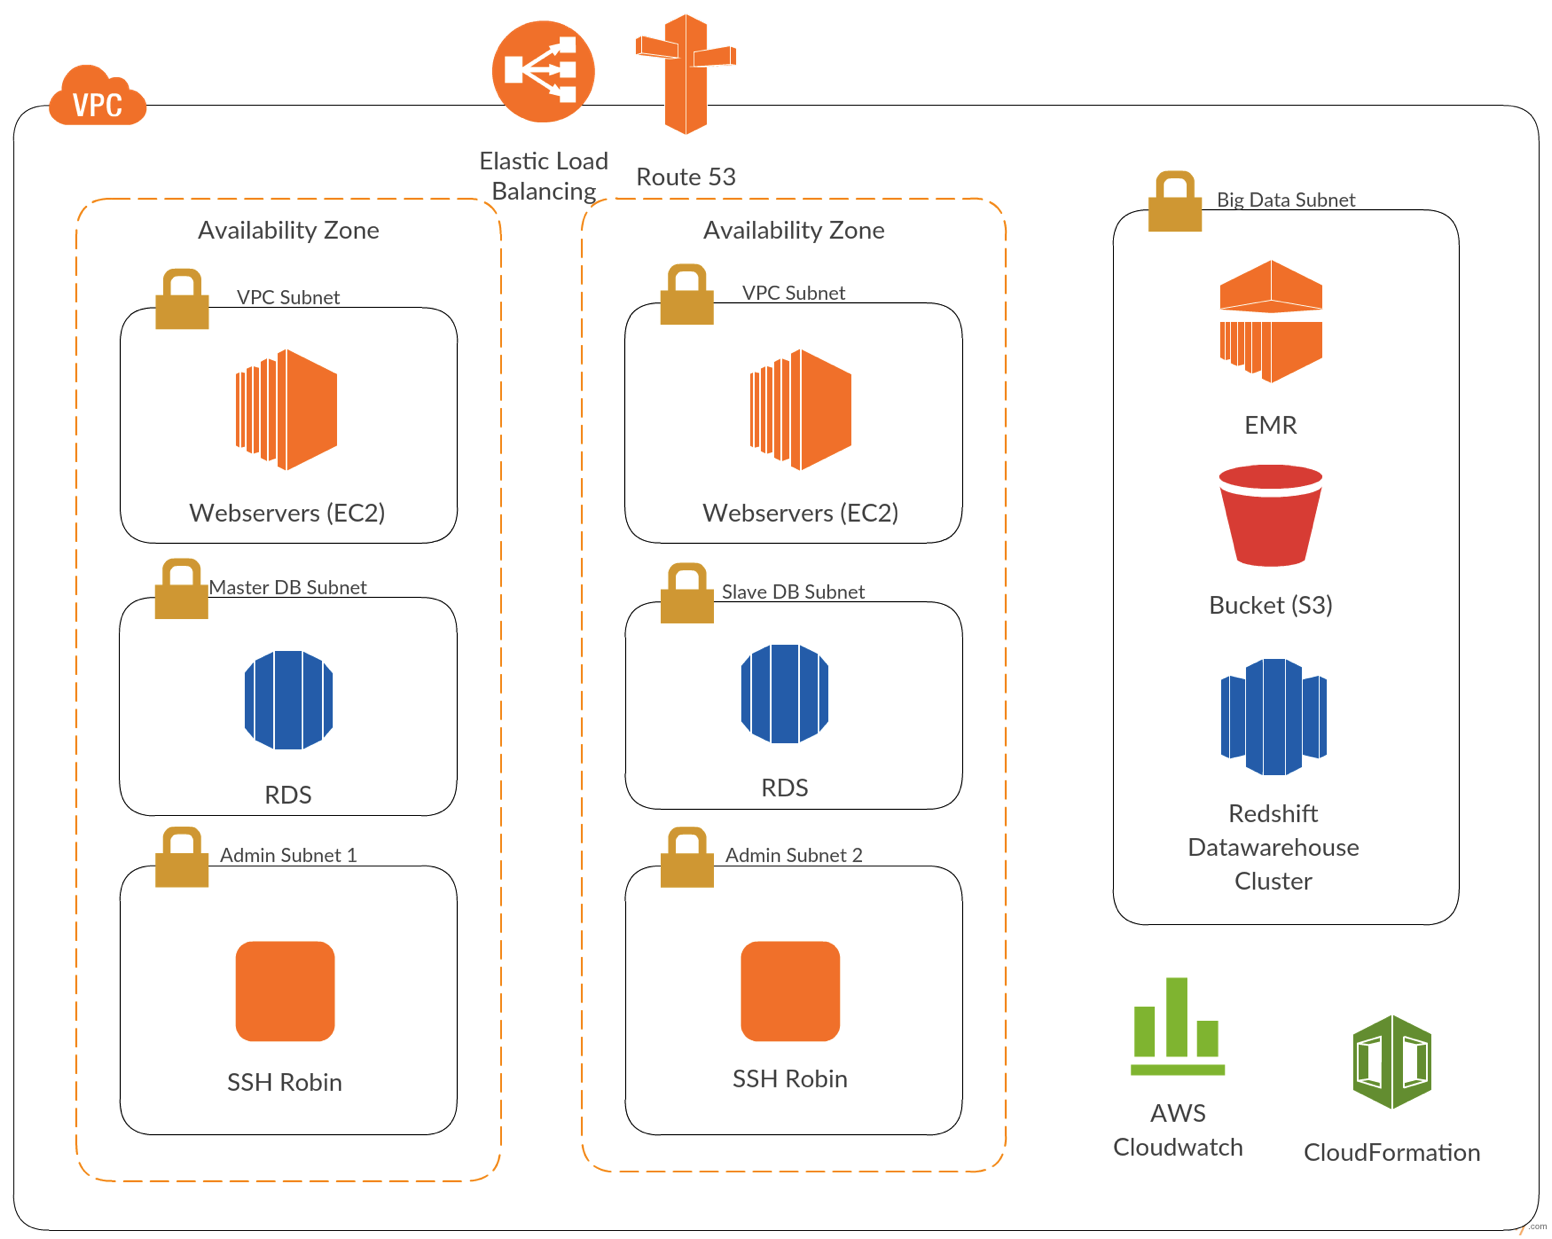 VPC
Elastic Load
Balancing
Route 53
Availability Zone
VPC Subnet
Webservers (EC2)
Master DB Subnet
RDS
Admin Subnet 1
SSH Robin
Availability Zone
VPC Subnet
Webservers (EC2)
Slave DB Subnet
RDS
Admin Subnet 2
SSH Robin
Big Data Subnet
EMR
Bucket (S3)
Redshift
Datawarehouse
Cluster
AWS
Cloudwatch
CloudFormation
.com